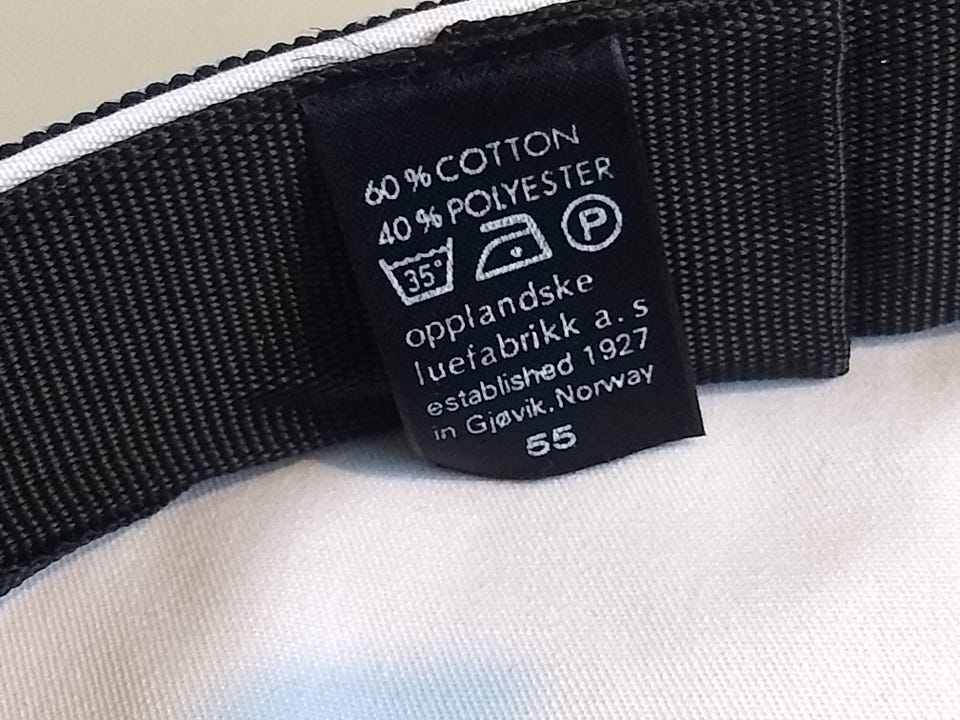 60 % COTTON
40 % POLYESTER
35° P
opplandske
luefabrikk a.s
established 1927
in Gjøvik, Norway
55